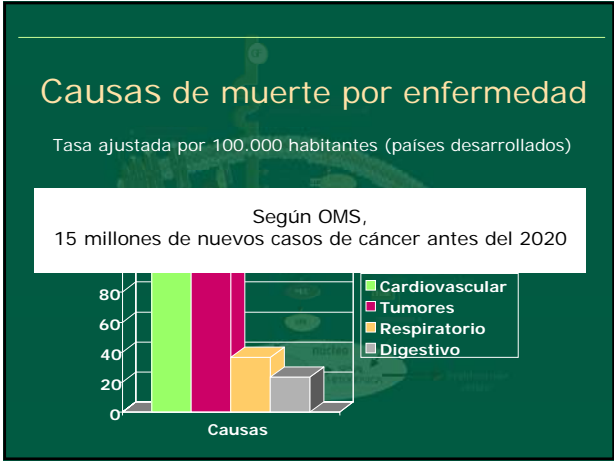 Causas de muerte por enfermedad
Tasa ajustada por 100.000 habitantes (países desarrollados)
Según OMS,
15 millones de nuevos casos de cáncer antes del 2020
80
60
40
20
0
Causas
Cardiovascular
Tumores
Respiratorio
Digestivo
núcleo